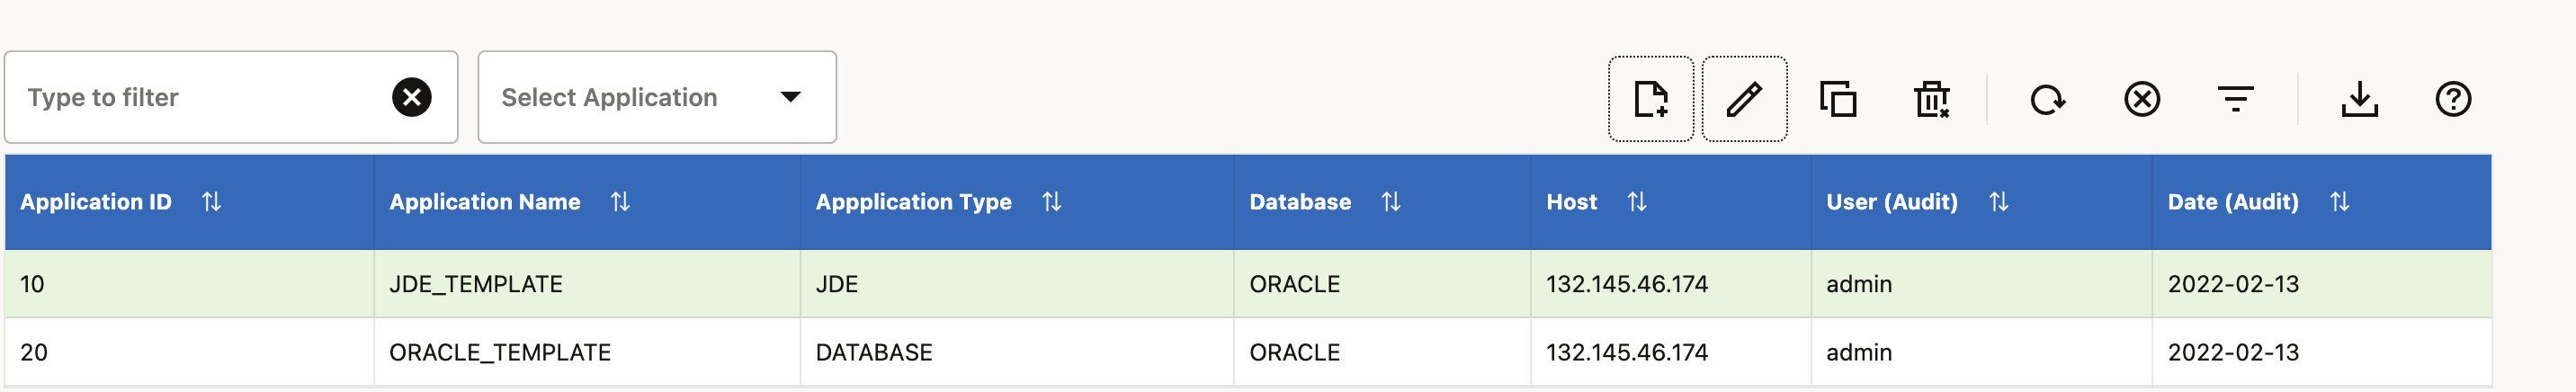 Type to filter Select Application
Application ID Application Name Appplication Type Database Host User (Audit) Date (Audit)
10 JDE_TEMPLATE JDE ORACLE 132.145.46.174 admin 2022-02-13
20 ORACLE_TEMPLATE DATABASE ORACLE 132.145.46.174 admin 2022-02-13